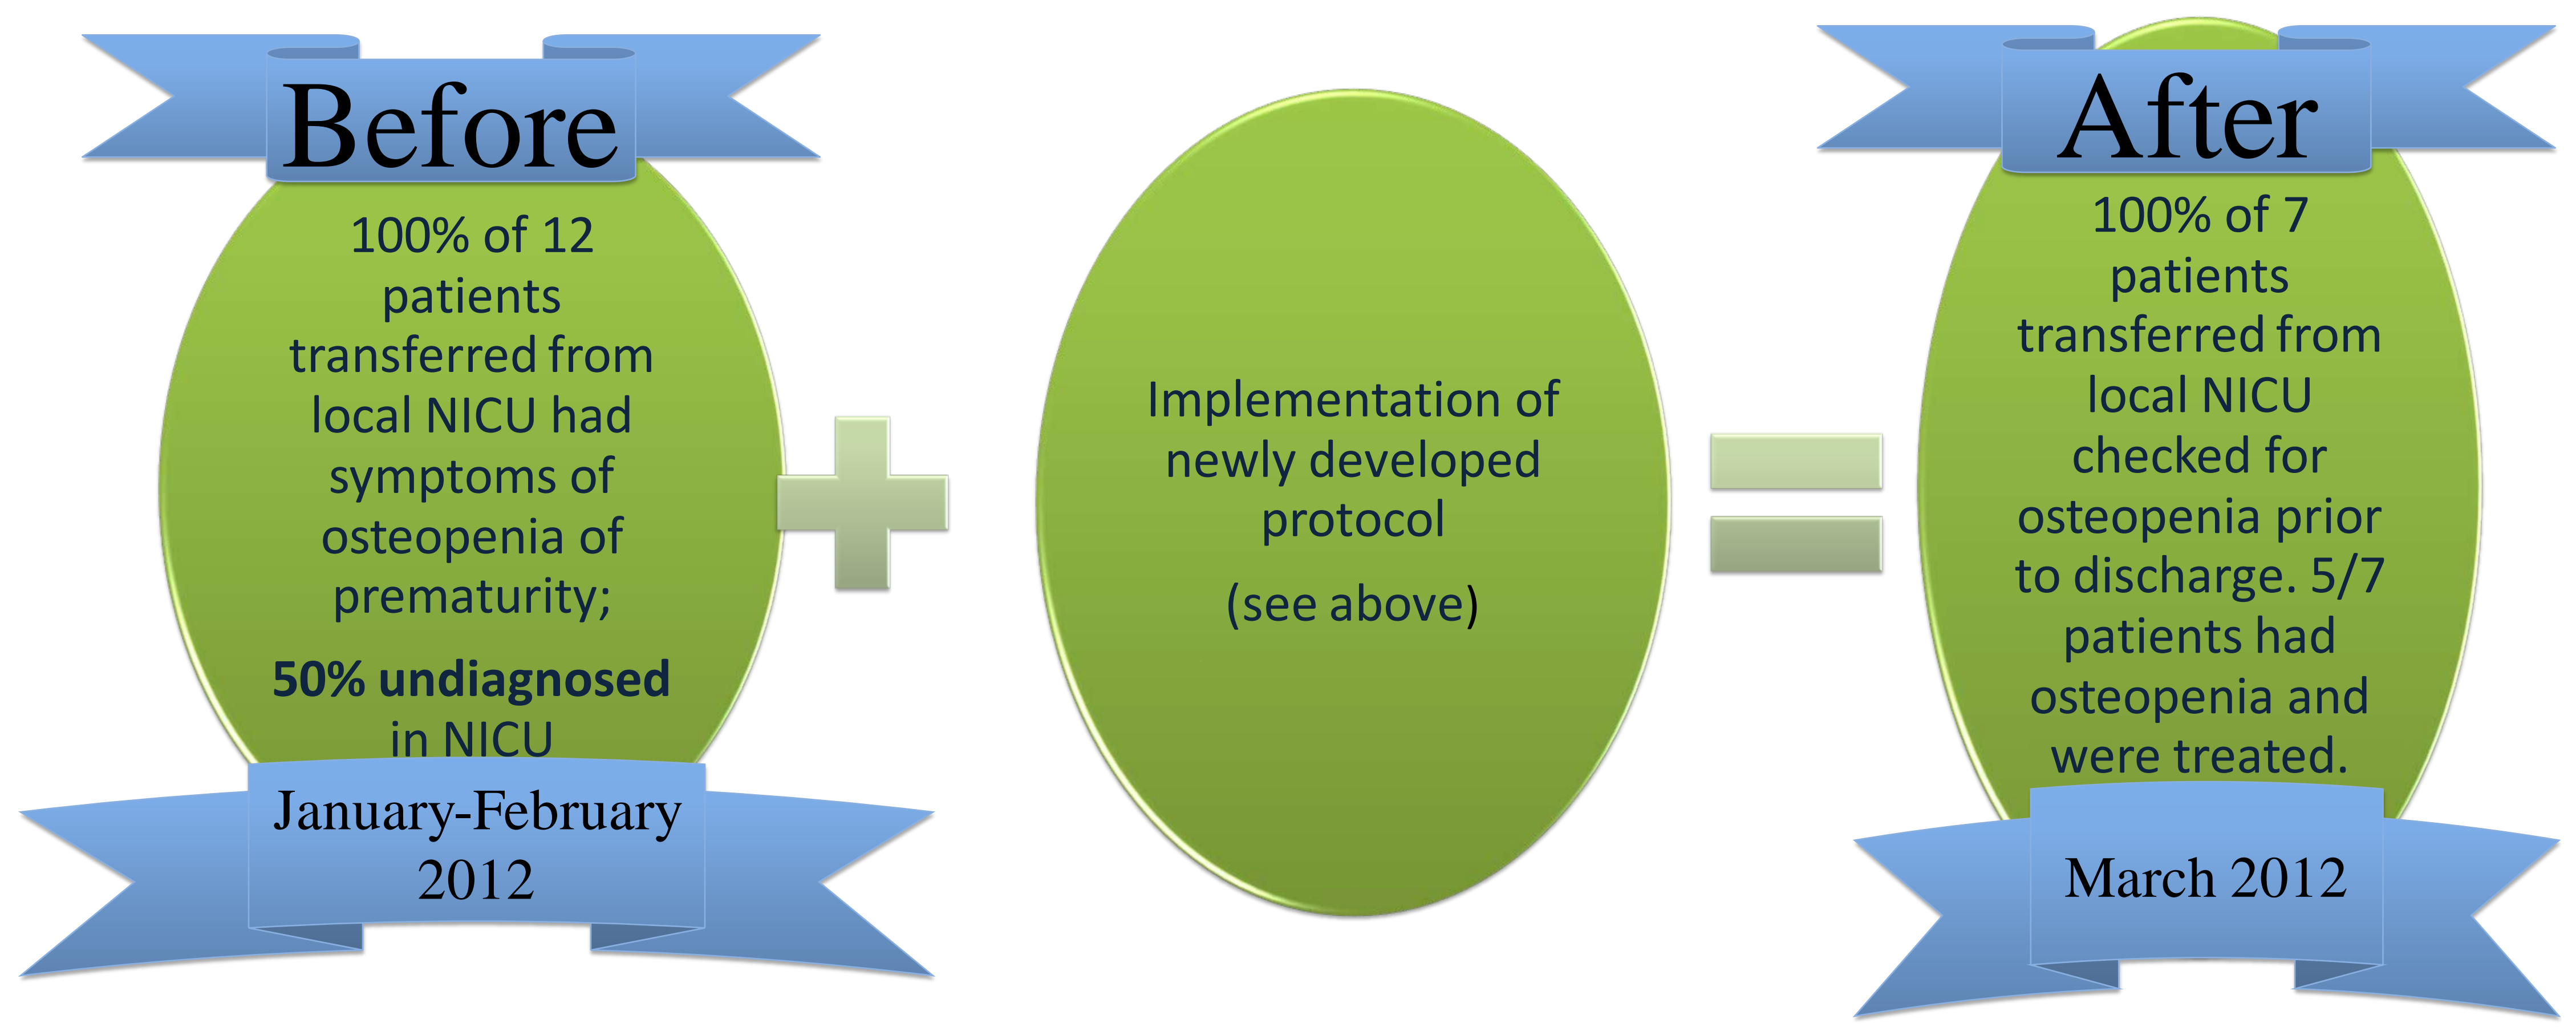 Before
100% of 12
patients
transferred from
local NICU had
symptoms of
osteopenia of
prematurity;
50% undiagnosed
in NICU
January-February
2012
Implementation of
newly developed
protocol
(see above)
After
100% of 7
patients
transferred from
local NICU
checked for
osteopenia prior
to discharge. 5/7
patients had
osteopenia and
were treated.
March 2012